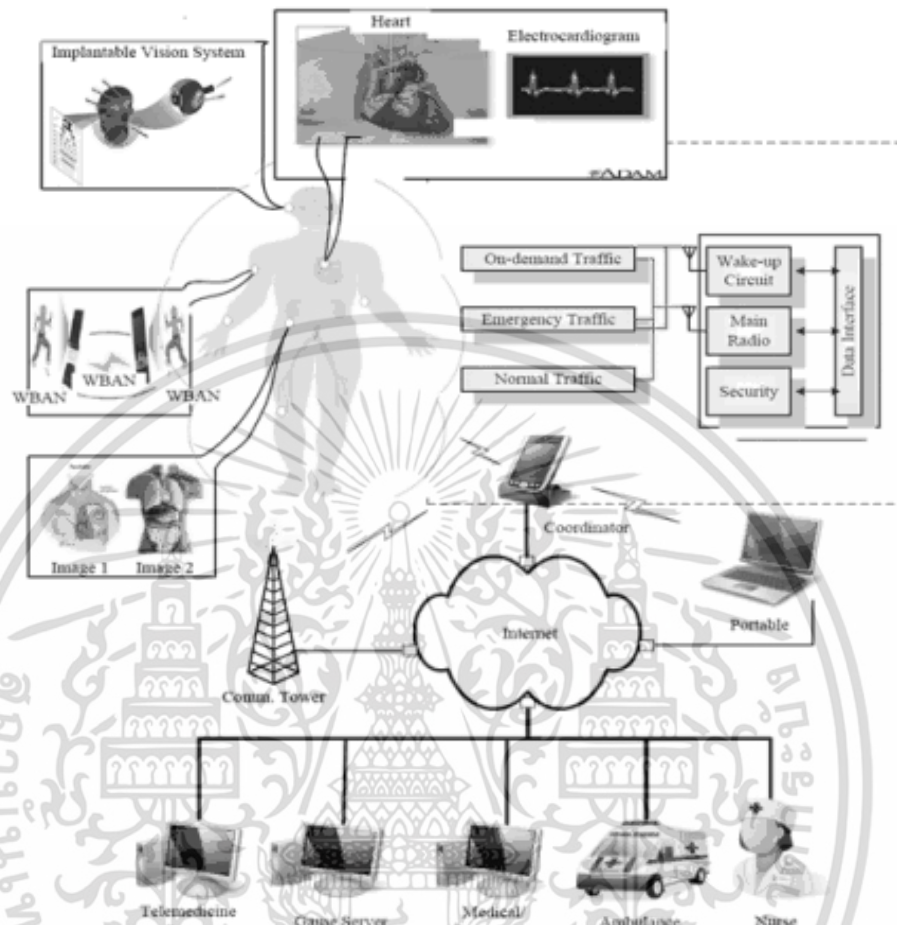 Heart
Electrocardiogram
Implantable Vision System
ADAM
On-demand Traffic
Emergency Traffic
Normal Traffic
Wake-up
Circuit
Main
Radio
Security
Data Interface
WBAN
WBAN
WBAN
Image 1
Image 2
Coordinator
Internet
Portable
Comm. Tower
Telemedicine
Game Server
Medical/
Ambulance
Nurse